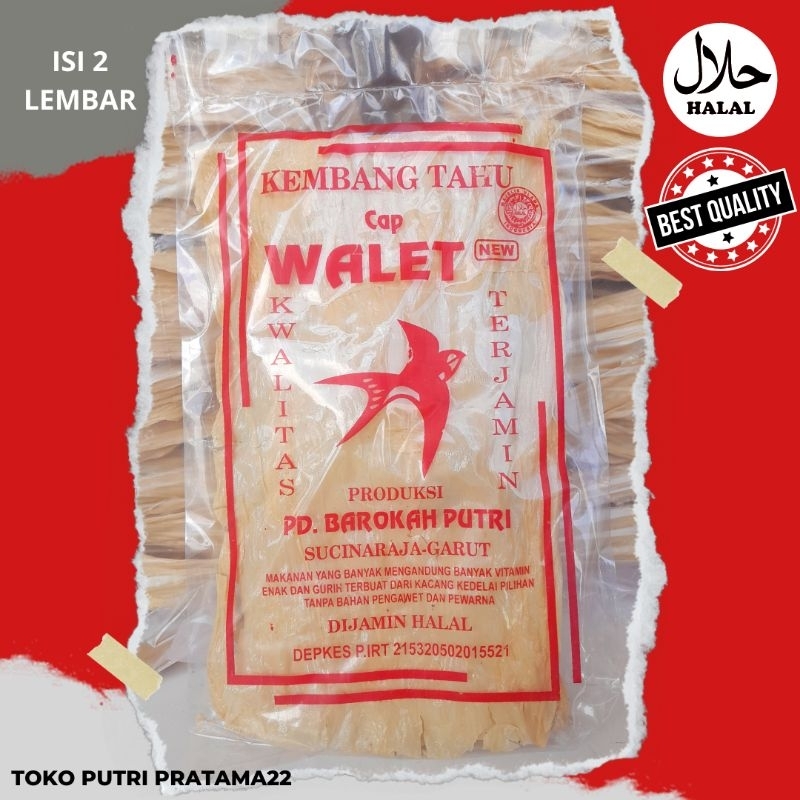 ISI 2
LEMBAR
حلال
HALAL
BEST QUALITY
KEMBANG TAHU
Cap
WALET
NEW
KWALITAS
TERJAMIN
PRODUKSI
PD. BAROKAH PUTRI
SUCINARAJA-GARUT
MAKANAN YANG BANYAK MENGANDUNG BANYAK VITAMIN
ENAK DAN GURIH TERBUAT DARI KACANG KEDELAI PILIHAN
TANPA BAHAN PENGAWET DAN PEWARNA
DIJAMIN HALAL
DEPKES P.IRT 215320502015521
TOKO PUTRI PRATAMA22